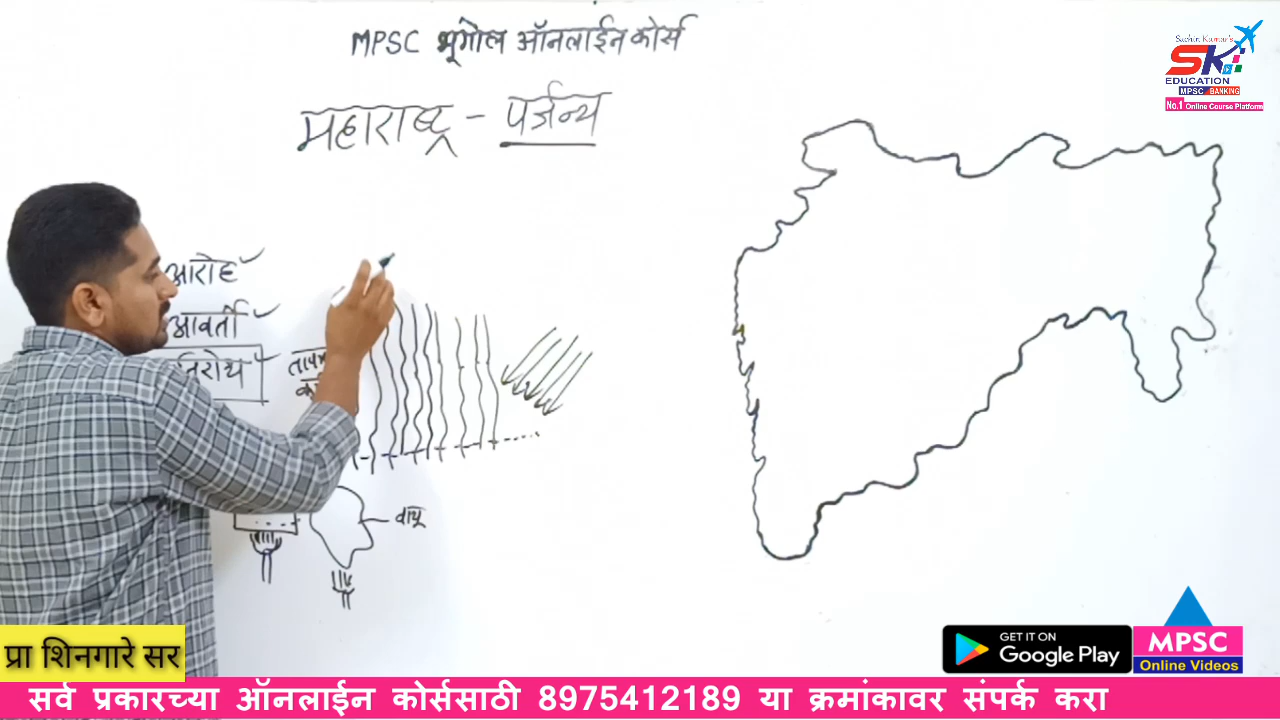 MPSC भूगोल ऑनलाईन कोर्स
Sachin Kumar's
SK
EDUCATION
MPSC BANKING
No.1 Online Course Platform
महाराष्ट्र - पर्जन्य
आरोह
आवर्ती
वायू
GET IT ON
Google Play
MPSC
Online Videos
प्रा शिनगारे सर
सर्व प्रकारच्या ऑनलाईन कोर्ससाठी 8975412189 या क्रमांकावर संपर्क करा